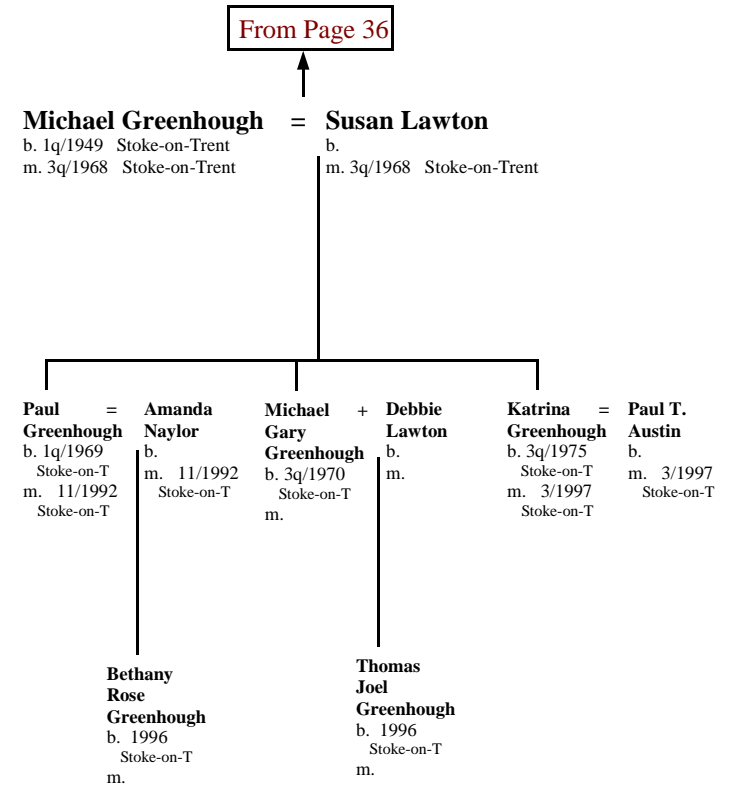 From Page 36
Michael Greenhough = Susan Lawton
b. 1q/1949 Stoke-on-Trent
m. 3q/1968 Stoke-on-Trent
b.
m. 3q/1968 Stoke-on-Trent
Paul =
Greenhough
b. 1q/1969
Stoke-on-T
m. 11/1992
Stoke-on-T
Amanda
Naylor
b.
m. 11/1992
Stoke-on-T
Michael +
Gary
Greenhough
b. 3q/1970
Stoke-on-T
m.
Debbie
Lawton
b.
m.
Katrina =
Greenhough
b. 3q/1975
Stoke-on-T
m. 3/1997
Stoke-on-T
Paul T.
Austin
b.
m. 3/1997
Stoke-on-T
Bethany
Rose
Greenhough
b. 1996
Stoke-on-T
m.
Thomas
Joel
Greenhough
b. 1996
Stoke-on-T
m.